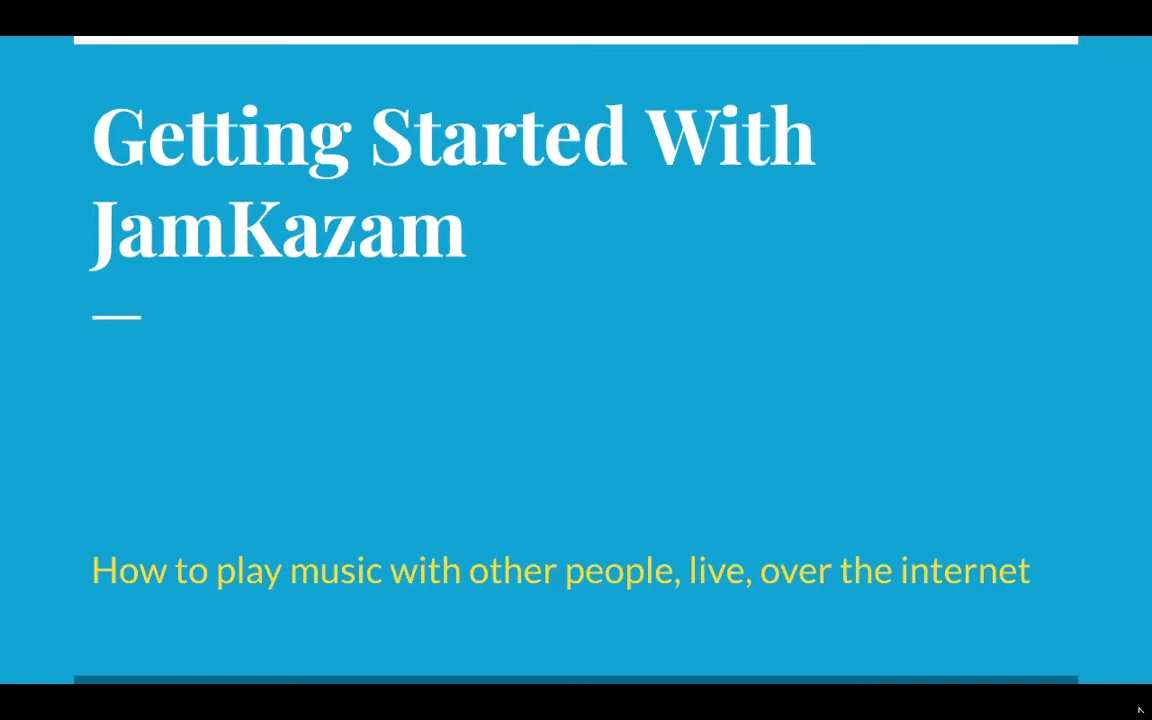 Getting Started With
JamKazam
How to play music with other people, live, over the internet